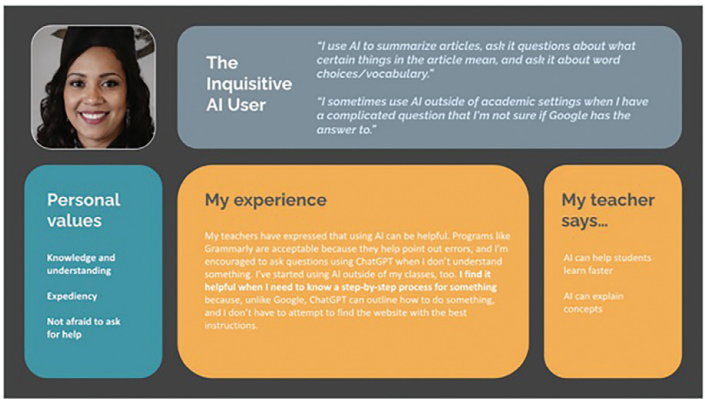 The
Inquisitive
AI User
“I use AI to summarize articles, ask it questions about what
certain things in the article mean, and ask it about word
choices/vocabulary.”
“I sometimes use AI outside of academic settings when I have
a complicated question that I'm not sure if Google has the
answer to.”
Personal
values
Knowledge and
understanding
Expediency
Not afraid to ask
for help
My experience
My teachers have expressed that using AI can be helpful. Programs like
Grammarly are acceptable because they help point out errors, and I'm
encouraged to ask questions using ChatGPT when I don't understand
something. I've started using AI outside of my classes, too. I find it
helpful when I need to know a step-by-step process for something
because, unlike Google, ChatGPT can outline how to do something,
and I don't have to attempt to find the website with the best
instructions.
My teacher
says…
AI can help students
learn faster
AI can explain
concepts